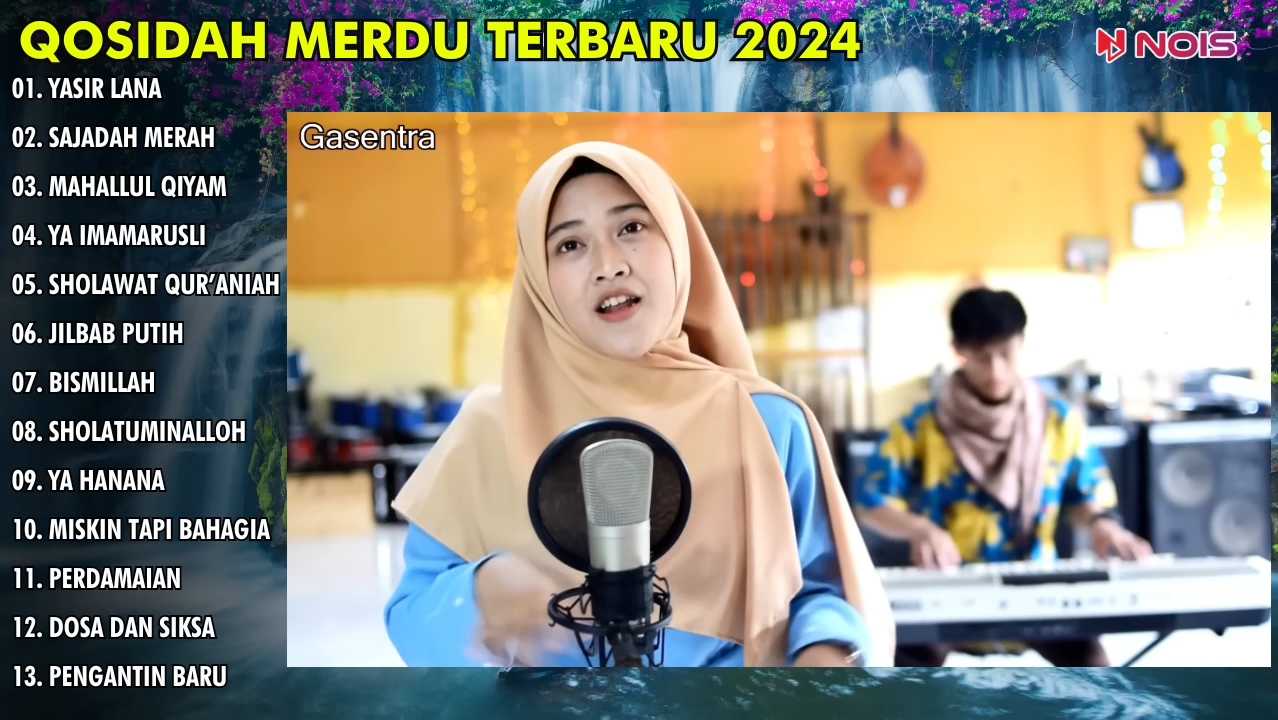 QOSIDAH MERDU TERBARU 2024
NOIS
01. YASIR LANA
02. SAJADAH MERAH
03. MAHALLUL QIYAM
04. YA IMAMARUSLI
05. SHOLAWAT QUR’ANIAH
06. JILBAB PUTIH
07. BISMILLAH
08. SHOLATUMINALLOH
09. YA HANANA
10. MISKIN TAPI BAHAGIA
11. PERDAMAIAN
12. DOSA DAN SIKSA
13. PENGANTIN BARU
Gasentra